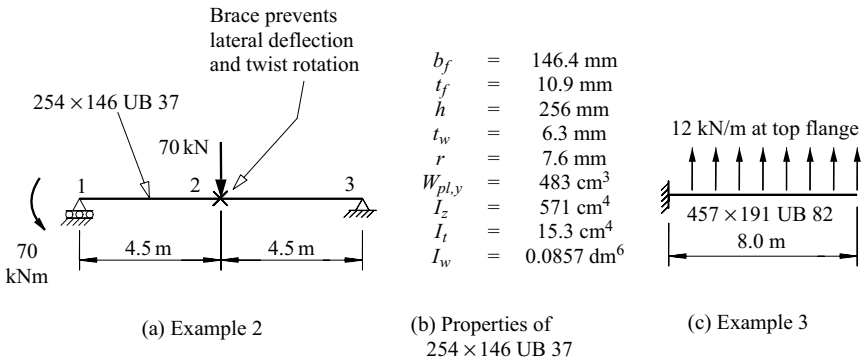 Brace prevents
lateral deflection
and twist rotation
254 × 146 UB 37
70 kN
1
2
3
70
kNm
4.5 m
4.5 m
(a) Example 2
b_f = 146.4 mm
t_f = 10.9 mm
h = 256 mm
t_w = 6.3 mm
r = 7.6 mm
W_{pl,y} = 483 cm³
I_z = 571 cm⁴
I_t = 15.3 cm⁴
I_w = 0.0857 dm⁶
(b) Properties of
254 × 146 UB 37
12 kN/m at top flange
457 × 191 UB 82
8.0 m
(c) Example 3